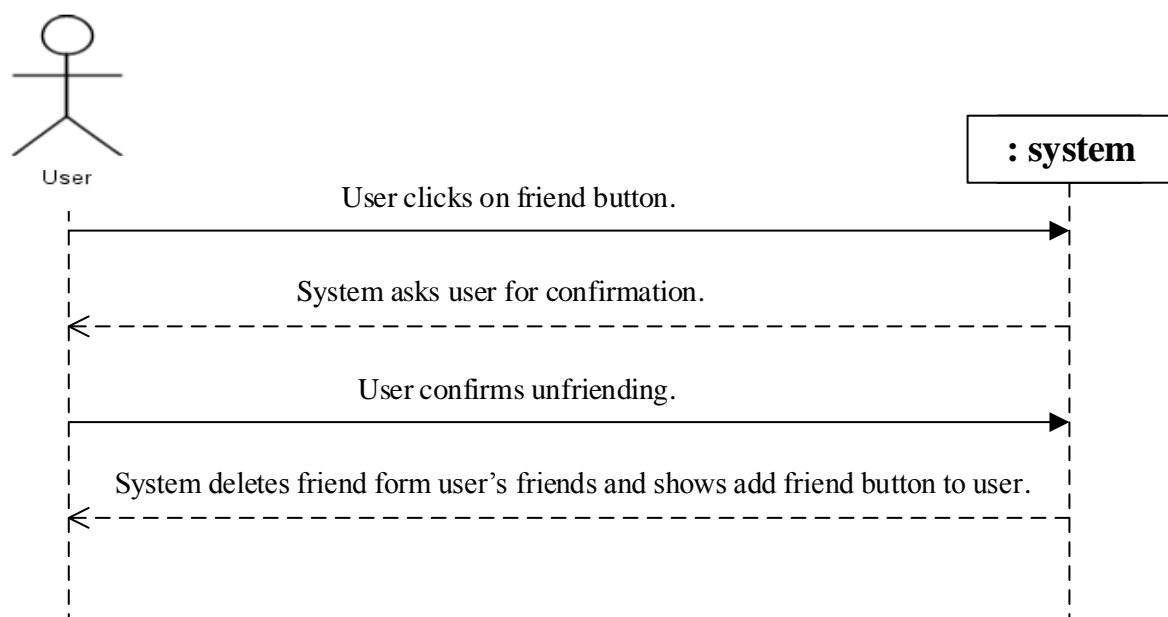 User
: system
User clicks on friend button.
System asks user for confirmation.
User confirms unfriending.
System deletes friend form user’s friends and shows add friend button to user.